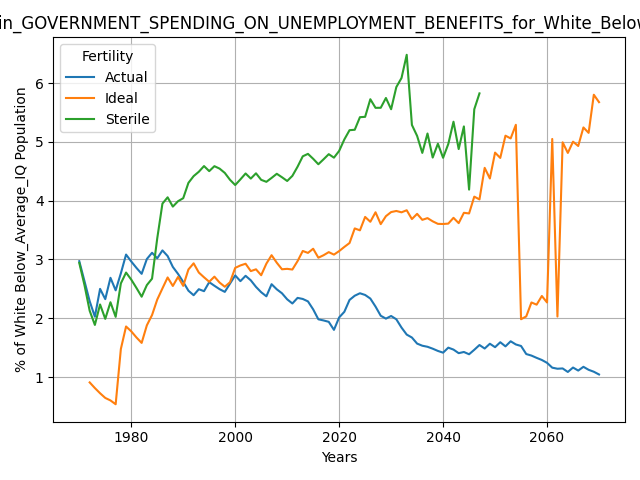 in_GOVERNMENT_SPENDING_ON_UNEMPLOYMENT_BENEFITS_for_White_Below
Fertility
Actual
Ideal
Sterile
% of White Below_Average_IQ Population
6
5
4
3
2
1
1980 2000 2020 2040 2060
Years